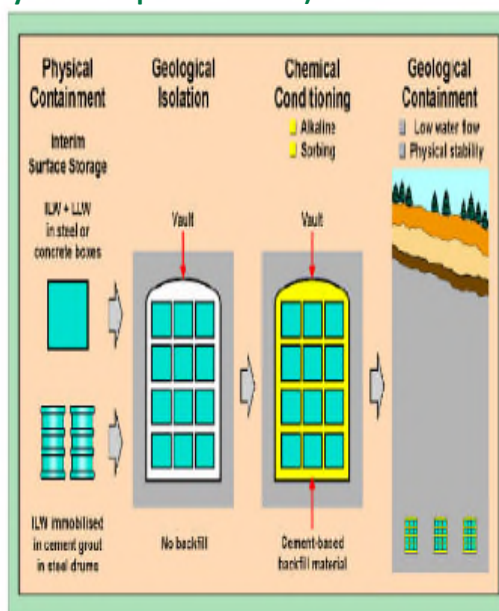 Physical
Containment
Interim
Surface Storage
ILW + LLW
in steel or
concrete boxes
ILW immobilised
in cement grout
in steel drums
Geological
Isolation
Vault
No backfill
Chemical
Conditioning
Alkaline
Sorbing
Vault
Cement-based
backfill material
Geological
Containment
Low water flow
Physical stability